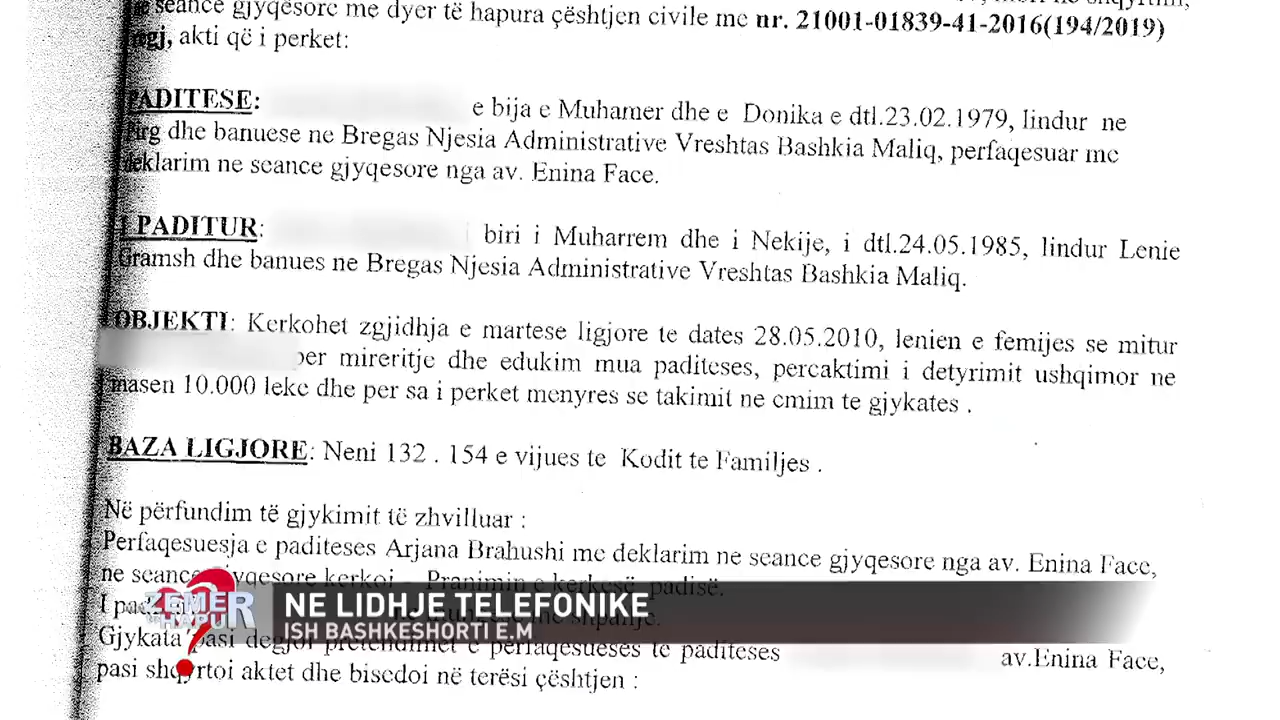 seance gjyqësore me dyer të hapura çështjen civile me nr. 21001-01839-41-2016(194/2019)
akti që i perket:
PADITESE: e bija e Muhamer dhe e Donika e dtl.23.02.1979, lindur ne
dhe banuese ne Bregas Njesia Administrative Vreshtas Bashkia Maliq, perfaqesuar me
deklarim ne seance gjyqesore nga av. Enina Face.
I PADITUR: biri i Muharrem dhe i Nekije, i dtl.24.05.1985, lindur Lenie
Gramsh dhe banues ne Bregas Njesia Administrative Vreshtas Bashkia Maliq.
OBJEKTI: Kerkohet zgjidhja e martese ligjore te dates 28.05.2010, lenien e femijes se mitur
per mireritje dhe edukim mua paditeses, percaktimi i detyrimit ushqimor ne
masen 10.000 leke dhe per sa i perket menyres se takimit ne cmim te gjykates .
BAZA LIGJORE: Neni 132 . 154 e vijues te Kodit te Familjes .
Në përfundim të gjykimit të zhvilluar :
Perfaqesuesja e paditeses Arjana Brahushi me deklarim ne seance gjyqesore nga av. Enina Face,
ne seance gjyqesore kerkoi - Pranimin e kerkesë padisë.
ZEMER HAPUR
NE LIDHJE TELEFONIKE
ISH BASHKESHORTI E.M
Gjykata pasi degjoi pretendimet e perfaqesueses te paditeses av.Enina Face,
pasi shqyrtoi aktet dhe bisedoi në terësi çështjen :